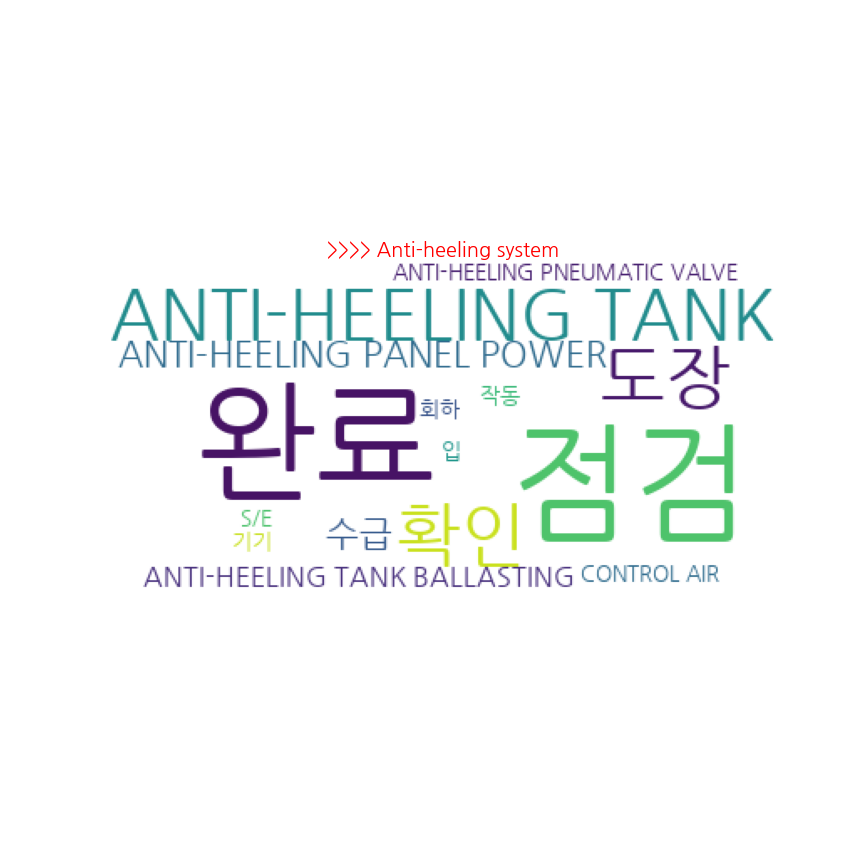 >>>> Anti-heeling system
ANTI-HEELING PNEUMATIC VALVE
ANTI-HEELING TANK
ANTI-HEELING PANEL POWER
도장
작동
회하
완료
입
점검
S/E
수급
확인
기기
ANTI-HEELING TANK BALLASTING
CONTROL AIR